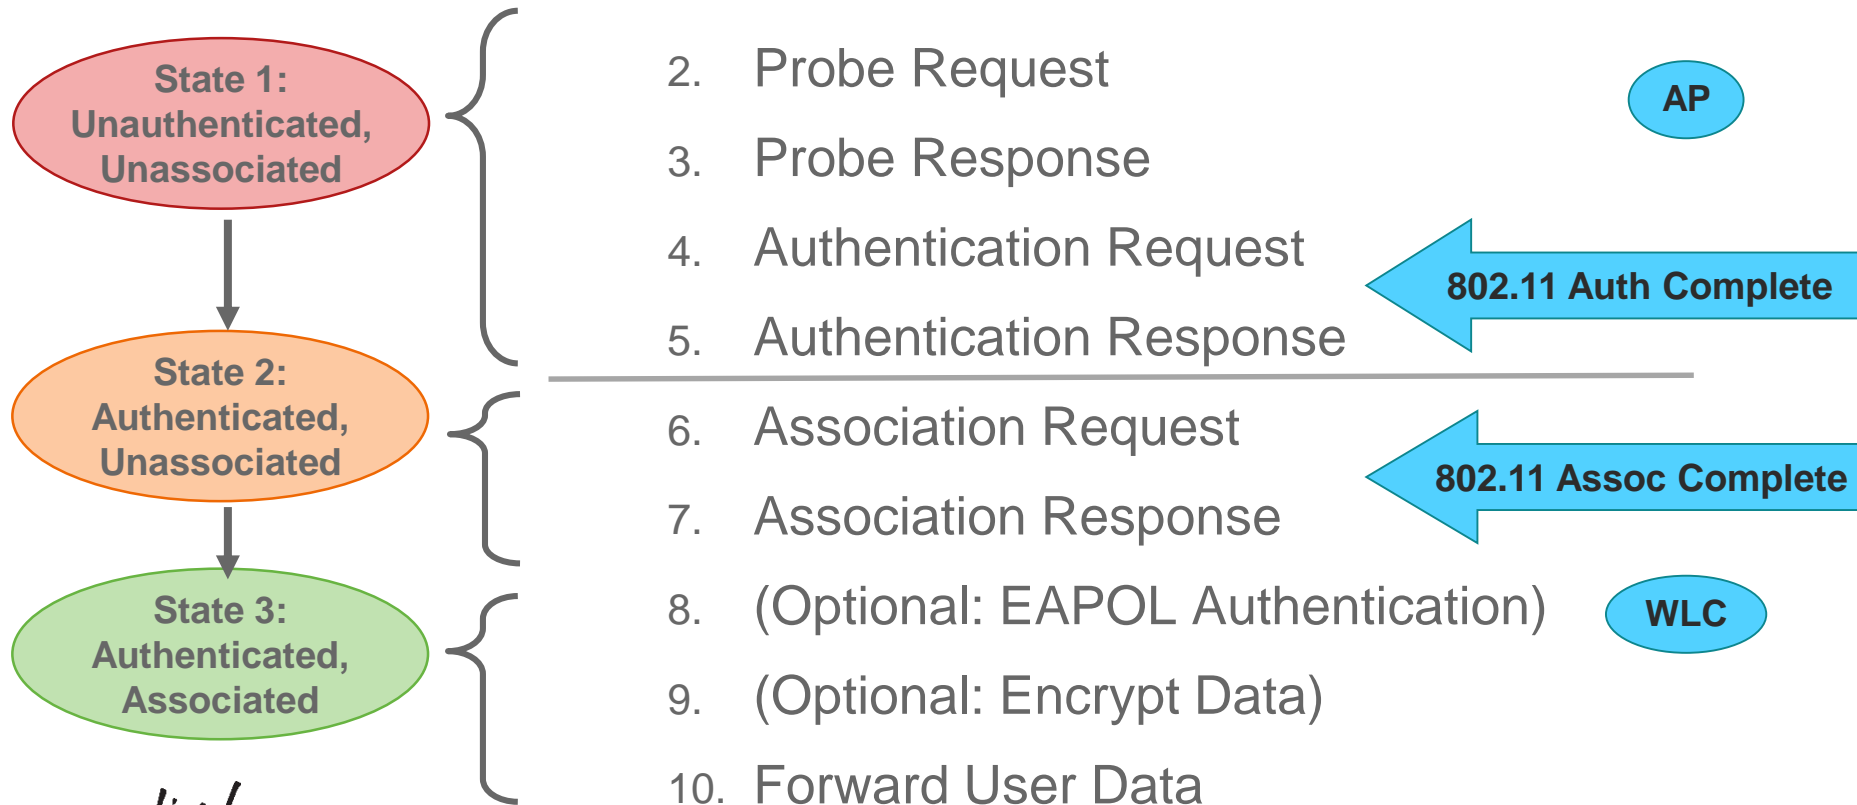 State 1:
Unauthenticated,
Unassociated
State 2:
Authenticated,
Unassociated
State 3:
Authenticated,
Associated
2. Probe Request
3. Probe Response
4. Authentication Request
5. Authentication Response
6. Association Request
7. Association Response
8. (Optional: EAPOL Authentication)
9. (Optional: Encrypt Data)
10. Forward User Data
AP
802.11 Auth Complete
802.11 Assoc Complete
WLC